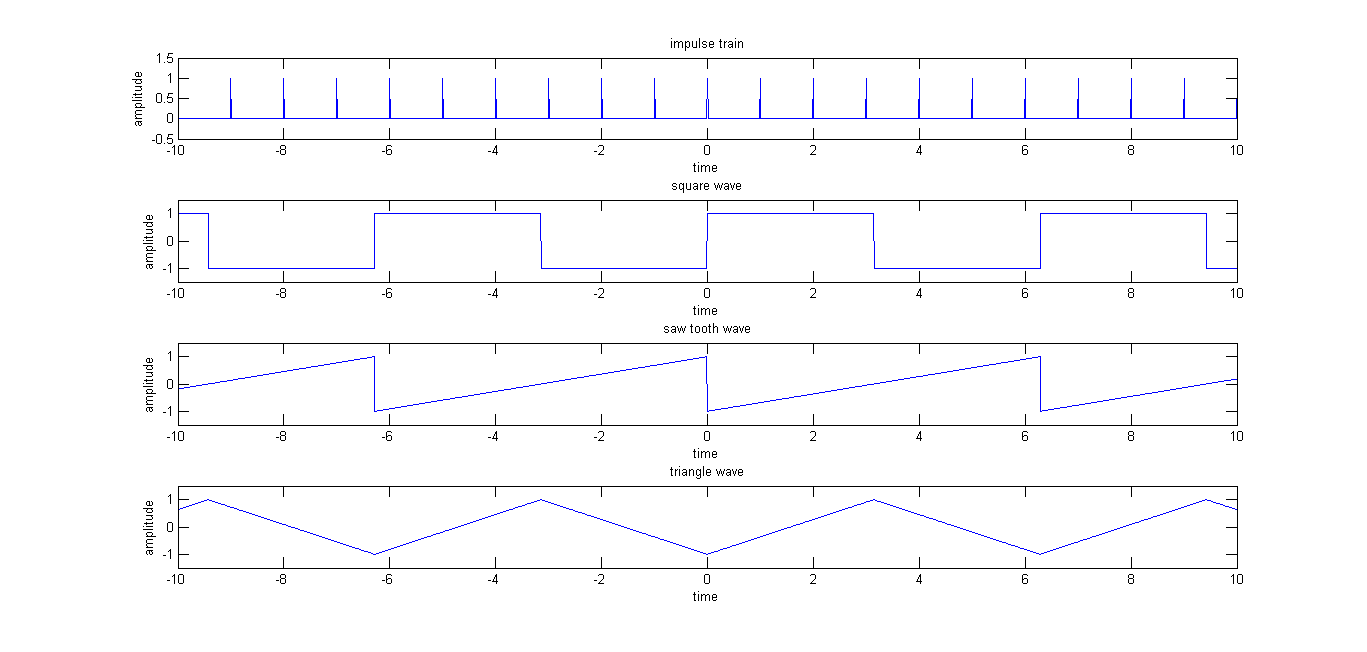 impulse train
1.5
1
0.5
0
-0.5
amplitude
-10 -8 -6 -4 -2 0 2 4 6 8 10
time
square wave
1
0
-1
amplitude
-10 -8 -6 -4 -2 0 2 4 6 8 10
time
saw tooth wave
1
0
-1
amplitude
-10 -8 -6 -4 -2 0 2 4 6 8 10
time
triangle wave
1
0
-1
amplitude
-10 -8 -6 -4 -2 0 2 4 6 8 10
time